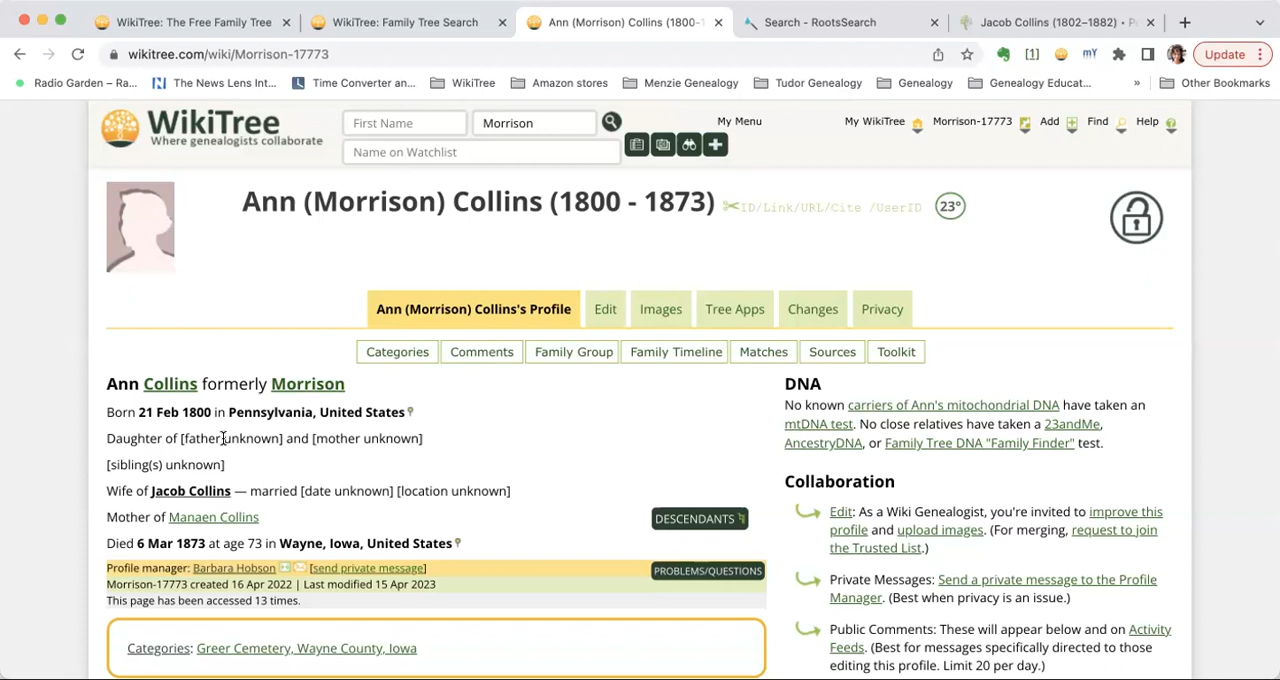 WikiTree: The Free Family Tree
WikiTree: Family Tree Search
Ann (Morrison) Collins (1800-1
Search - RootsSearch
Jacob Collins (1802–1882) •
wikitree.com/wiki/Morrison-17773
[1]
mY
Update
Radio Garden – Ra...
The News Lens Int...
Time Converter an...
WikiTree
Amazon stores
Menzie Genealogy
Tudor Genealogy
Genealogy
Genealogy Educat...
»
Other Bookmarks
WikiTree
Where genealogists collaborate
First Name
Morrison
Name on Watchlist
My Menu
My WikiTree
Morrison-17773
Add
Find
Help
Ann (Morrison) Collins (1800 - 1873)
ID/Link/URL/Cite /UserID
23°
Ann (Morrison) Collins's Profile
Edit
Images
Tree Apps
Changes
Privacy
Categories
Comments
Family Group
Family Timeline
Matches
Sources
Toolkit
Ann Collins formerly Morrison
Born 21 Feb 1800 in Pennsylvania, United States
Daughter of [father unknown] and [mother unknown]
[sibling(s) unknown]
Wife of Jacob Collins — married [date unknown] [location unknown]
Mother of Manaen Collins
DESCENDANTS
Died 6 Mar 1873 at age 73 in Wayne, Iowa, United States
Profile manager: Barbara Hobson [send private message]
PROBLEMS/QUESTIONS
Morrison-17773 created 16 Apr 2022 | Last modified 15 Apr 2023
This page has been accessed 13 times.
Categories: Greer Cemetery, Wayne County, Iowa
DNA
No known carriers of Ann's mitochondrial DNA have taken an
mtDNA test. No close relatives have taken a 23andMe,
AncestryDNA, or Family Tree DNA "Family Finder" test.
Collaboration
Edit: As a Wiki Genealogist, you're invited to improve this
profile and upload images. (For merging, request to join
the Trusted List.)
Private Messages: Send a private message to the Profile
Manager. (Best when privacy is an issue.)
Public Comments: These will appear below and on Activity
Feeds. (Best for messages specifically directed to those
editing this profile. Limit 20 per day.)